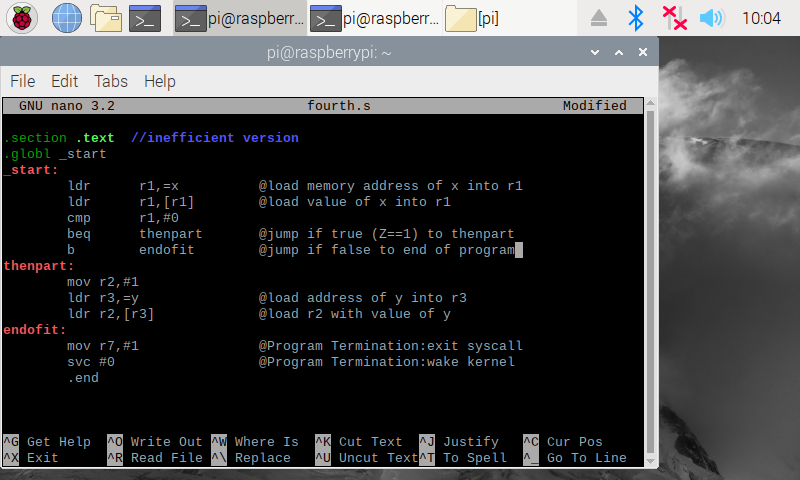 pi@raspberr... pi@raspberr... [pi] 10:04
pi@raspberrypi: ~
File Edit Tabs Help
GNU nano 3.2 fourth.s Modified
.section .text //inefficient version
.globl _start
_start:
ldr r1,=x @load memory address of x into r1
ldr r1,[r1] @load value of x into r1
cmp r1,#0
beq thenpart @jump if true (Z==1) to thenpart
b endofit @jump if false to end of program
thenpart:
mov r2,#1
ldr r3,=y @load address of y into r3
ldr r2,[r3] @load r2 with value of y
endofit:
mov r7,#1 @Program Termination:exit syscall
svc #0 @Program Termination:wake kernel
.end
^G Get Help ^O Write Out ^W Where Is ^K Cut Text ^J Justify ^C Cur Pos
^X Exit ^R Read File ^\ Replace ^U Uncut Text ^T To Spell ^_ Go To Line